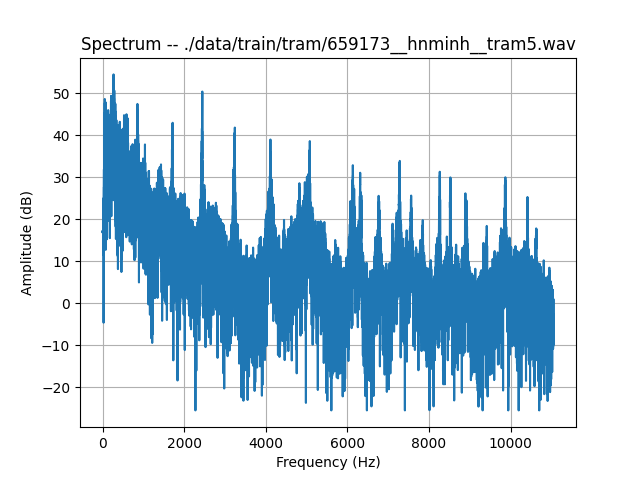 Spectrum -- ./data/train/tram/659173__hnminh__tram5.wav
50
40
30
20
10
0
−10
−20
Amplitude (dB)
0 2000 4000 6000 8000 10000
Frequency (Hz)